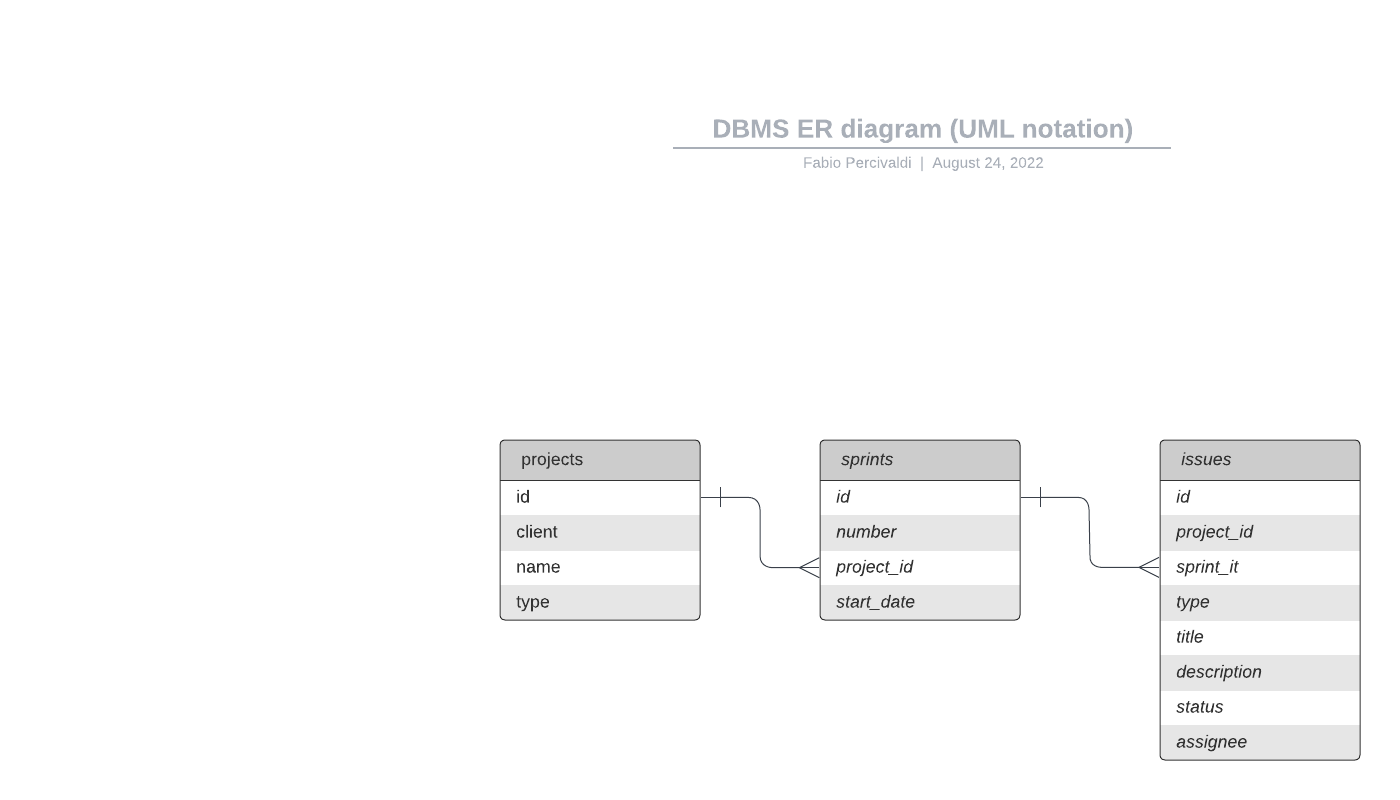 DBMS ER diagram (UML notation)
Fabio Percivaldi | August 24, 2022
projects
id
client
name
type
sprints
id
number
project_id
start_date
issues
id
project_id
sprint_it
type
title
description
status
assignee